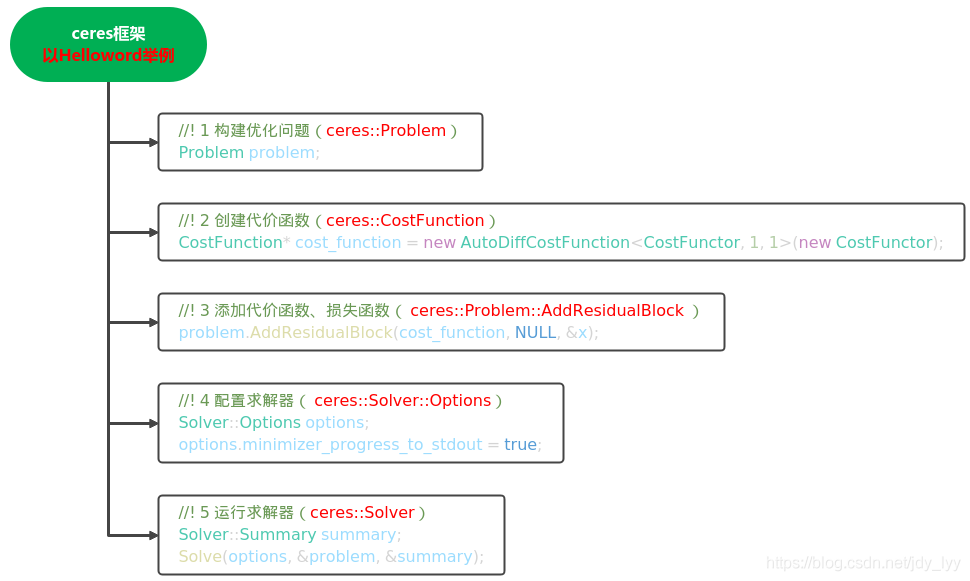 ceres框架
以Helloword举例
//! 1 构建优化问题（ceres::Problem）
Problem problem;
//! 2 创建代价函数（ceres::CostFunction）
CostFunction* cost_function = new AutoDiffCostFunction<CostFunctor, 1, 1>(new CostFunctor);
//! 3 添加代价函数、损失函数（ ceres::Problem::AddResidualBlock ）
problem.AddResidualBlock(cost_function, NULL, &x);
//! 4 配置求解器（ ceres::Solver::Options）
Solver::Options options;
options.minimizer_progress_to_stdout = true;
//! 5 运行求解器（ceres::Solver）
Solver::Summary summary;
Solve(options, &problem, &summary);
https://blog.csdn.net/jdy_lyy